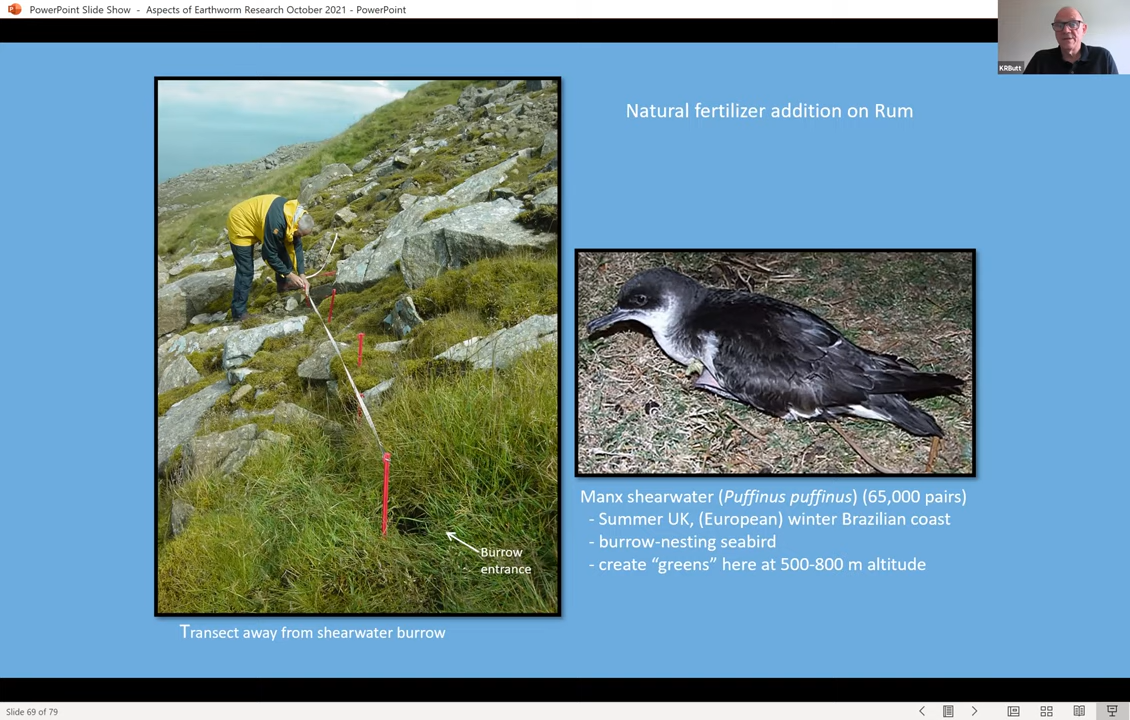 PowerPoint Slide Show - Aspects of Earthworm Research October 2021 - PowerPoint
KRButt
Natural fertilizer addition on Rum
Burrow
entrance
Transect away from shearwater burrow
Manx shearwater (Puffinus puffinus) (65,000 pairs)
- Summer UK, (European) winter Brazilian coast
- burrow-nesting seabird
- create “greens” here at 500-800 m altitude
Slide 69 of 79